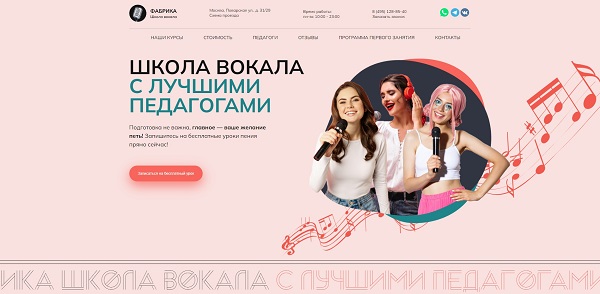 ФАБРИКА
Школа вокала
Москва, Походная ул., д. 31/29
Схема проезда
Время работы:
пн-вс 10:00 - 23:00
8 (499) 129-95-40
Заказать звонок
НАШИ КУРСЫ
СТОИМОСТЬ
ПЕДАГОГИ
ОТЗЫВЫ
ПРОГРАММА ПЕРВОГО ЗАНЯТИЯ
КОНТАКТЫ
ШКОЛА ВОКАЛА
С ЛУЧШИМИ
ПЕДАГОГАМИ
Подготовка не важна, главное — ваше желание
петь! Запишитесь на бесплатные уроки пения
прямо сейчас!
Записаться на бесплатный урок
ИКА ШКОЛА ВОКАЛА С ЛУЧШИМИ ПЕДАГОГАМИ